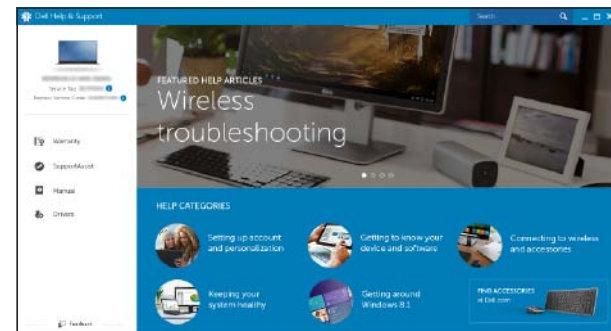 Dell Help & Support
Search
Service No.
Express Service Code
Warranty
SupportAssist
Manual
Drivers
Feedback
FEATURED HELP ARTICLES
Wireless
troubleshooting
HELP CATEGORIES
Setting up account
and personalization
Getting to know your
device and software
Connecting to wireless
and accessories
Keeping your
system healthy
Getting around
Windows 8.1
FIND ACCESSORIES
at Dell.com